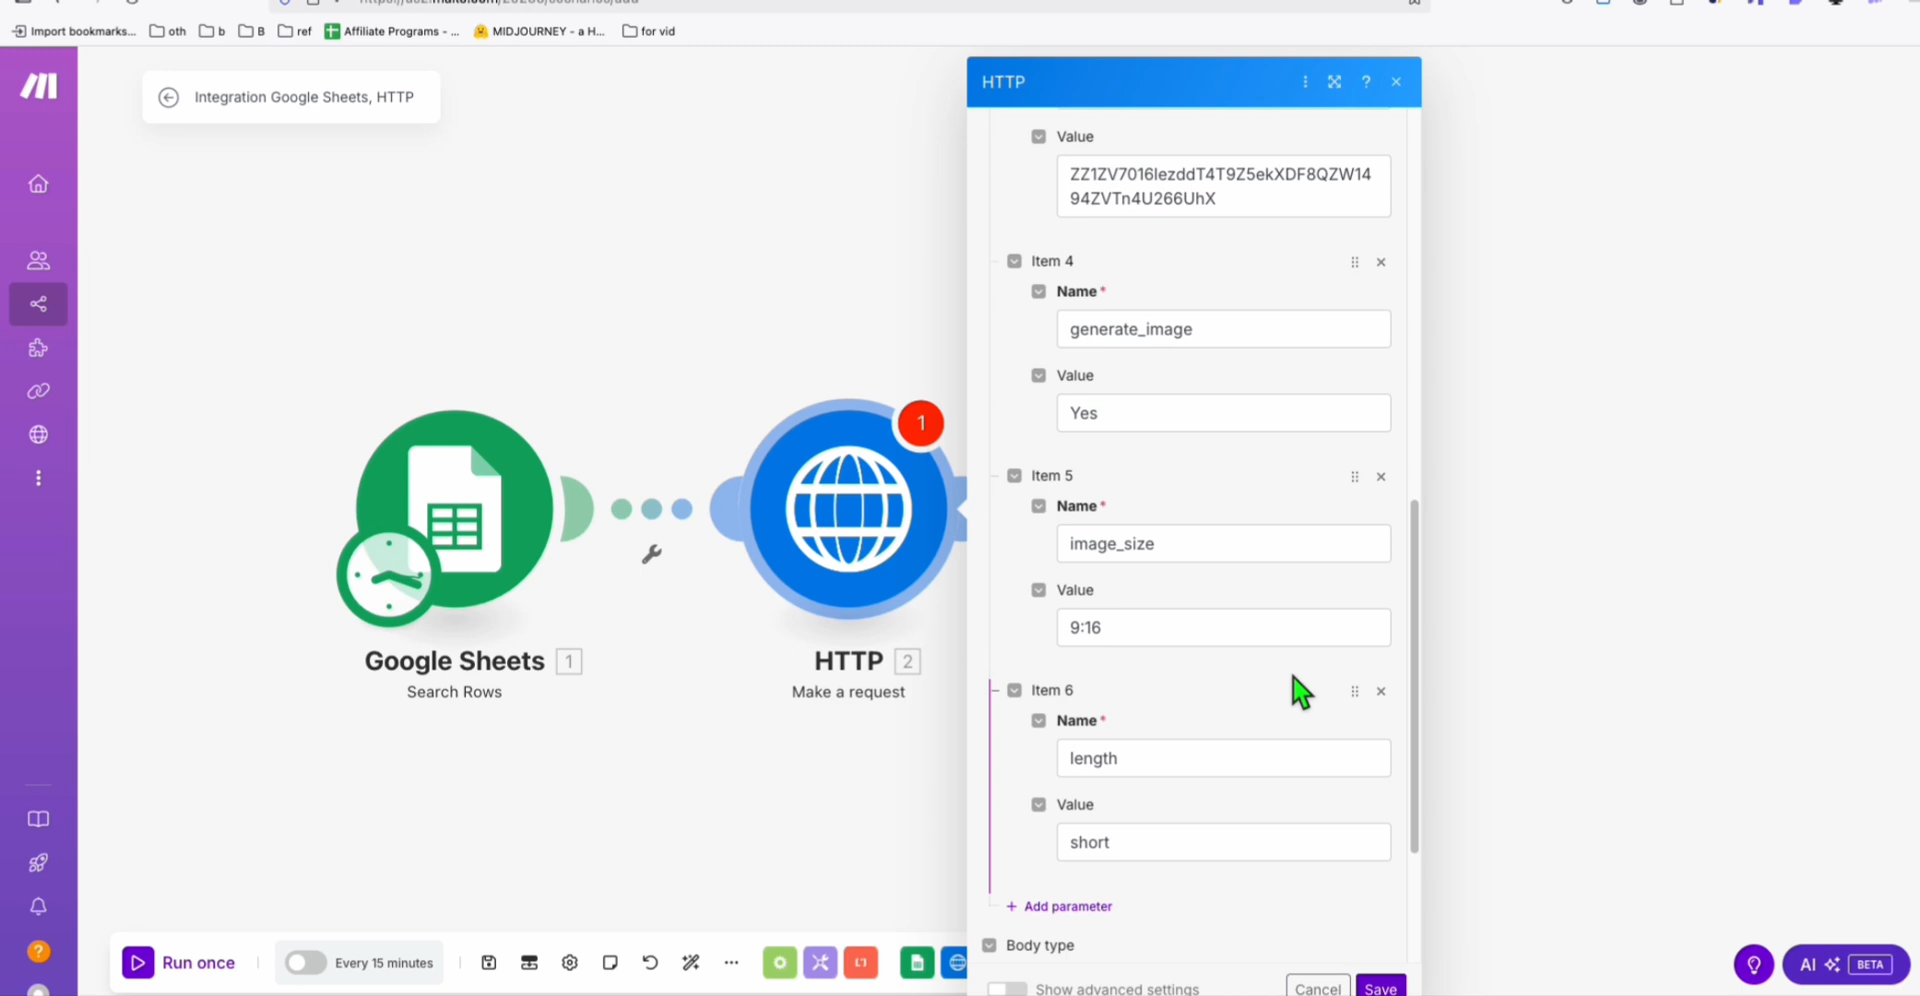 Import bookmarks...
oth
b
B
ref
Affiliate Programs - ...
MIDJOURNEY - a H...
for vid
Integration Google Sheets, HTTP
HTTP
?
Value
ZZ1ZV7016lezddT4T9Z5ekXDF8QZW14
94ZVTn4U266UhX
Item 4
Name *
generate_image
Value
Yes
Item 5
Name *
image_size
Value
9:16
Item 6
Name *
length
Value
short
+ Add parameter
Body type
Show advanced settings
Cancel
Save
1
Google Sheets 1
Search Rows
HTTP 2
Make a request
Run once
Every 15 minutes
?
AI BETA